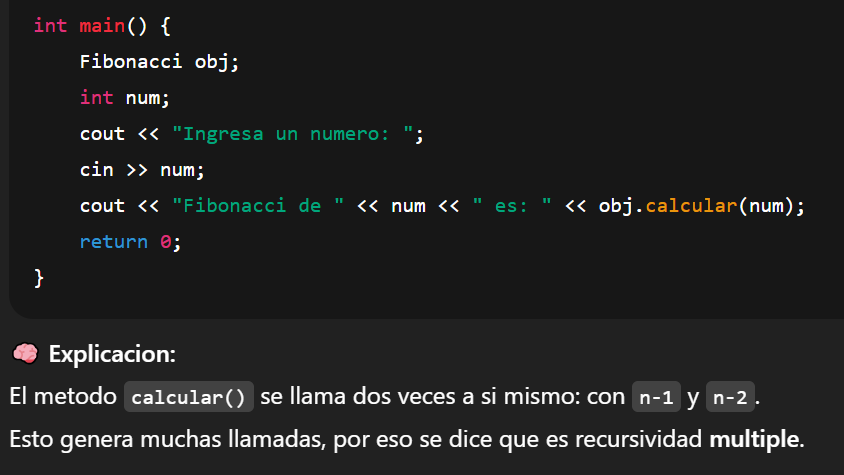 int main() {
    Fibonacci obj;
    int num;
    cout << "Ingresa un numero: ";
    cin >> num;
    cout << "Fibonacci de " << num << " es: " << obj.calcular(num);
    return 0;
}
🧠 Explicacion:
El metodo calcular() se llama dos veces a si mismo: con n-1 y n-2.
Esto genera muchas llamadas, por eso se dice que es recursividad multiple.